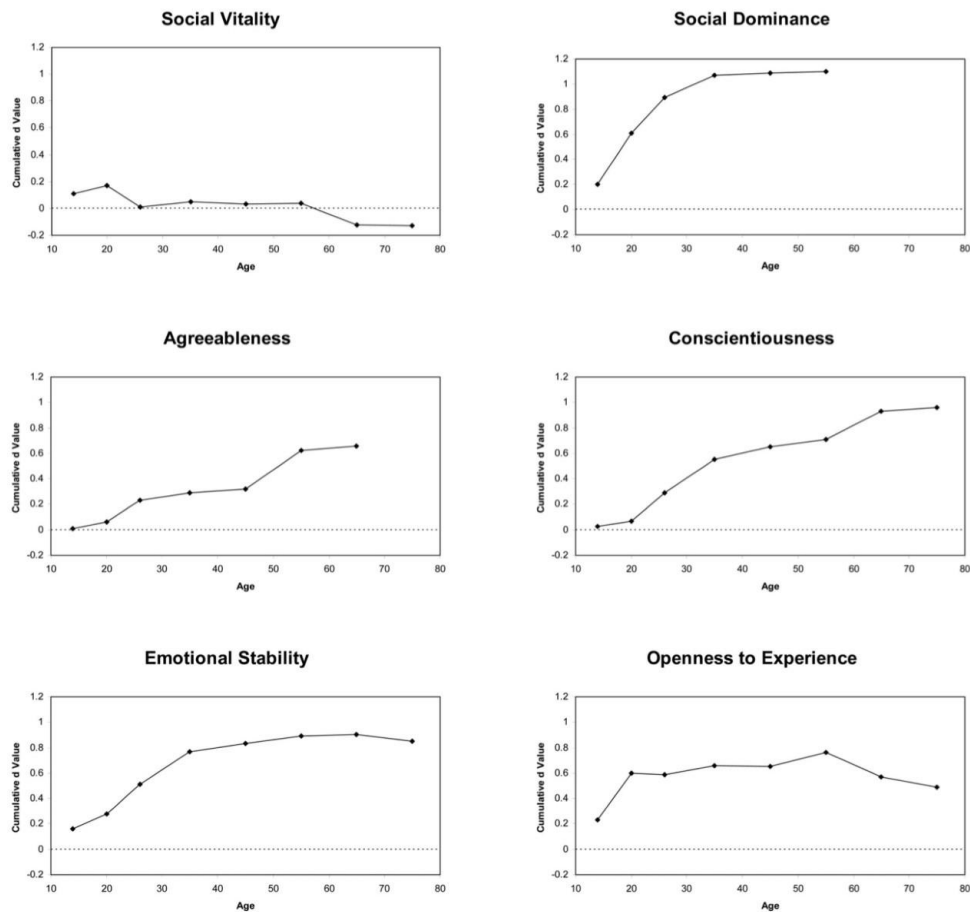 Social Vitality
1.2
1
0.8
0.6
0.4
0.2
0
-0.2
Cumulative d Value
10 20 30 40 50 60 70 80
Age
Social Dominance
1.2
1
0.8
0.6
0.4
0.2
0
-0.2
Cumulative d Value
10 20 30 40 50 60 70 80
Age
Agreeableness
1.2
1
0.8
0.6
0.4
0.2
0
-0.2
Cumulative d Value
10 20 30 40 50 60 70 80
Age
Conscientiousness
1.2
1
0.8
0.6
0.4
0.2
0
-0.2
Cumulative d Value
10 20 30 40 50 60 70 80
Age
Emotional Stability
1.2
1
0.8
0.6
0.4
0.2
0
-0.2
Cumulative d Value
10 20 30 40 50 60 70 80
Age
Openness to Experience
1.2
1
0.8
0.6
0.4
0.2
0
-0.2
Cumulative d Value
10 20 30 40 50 60 70 80
Age